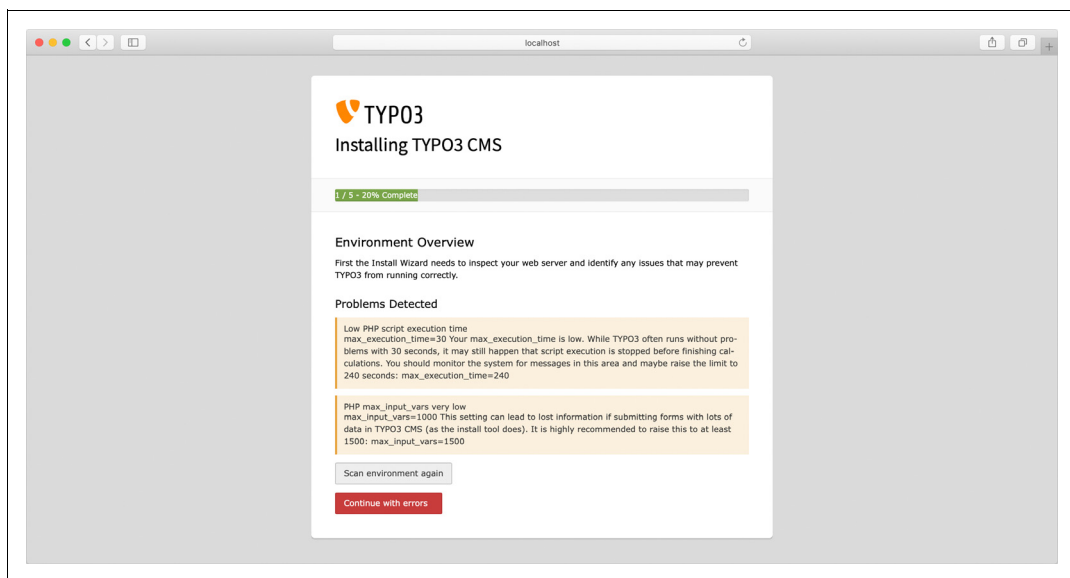 localhost
TYPO3
Installing TYPO3 CMS
1 / 5 - 20% Complete
Environment Overview
First the Install Wizard needs to inspect your web server and identify any issues that may prevent
TYPO3 from running correctly.
Problems Detected
Low PHP script execution time
max_execution_time=30 Your max_execution_time is low. While TYPO3 often runs without pro-
blems with 30 seconds, it may still happen that script execution is stopped before finishing cal-
culations. You should monitor the system for messages in this area and maybe raise the limit to
240 seconds: max_execution_time=240
PHP max_input_vars very low
max_input_vars=1000 This setting can lead to lost information if submitting forms with lots of
data in TYPO3 CMS (as the install tool does). It is highly recommended to raise this to at least
1500: max_input_vars=1500
Scan environment again
Continue with errors